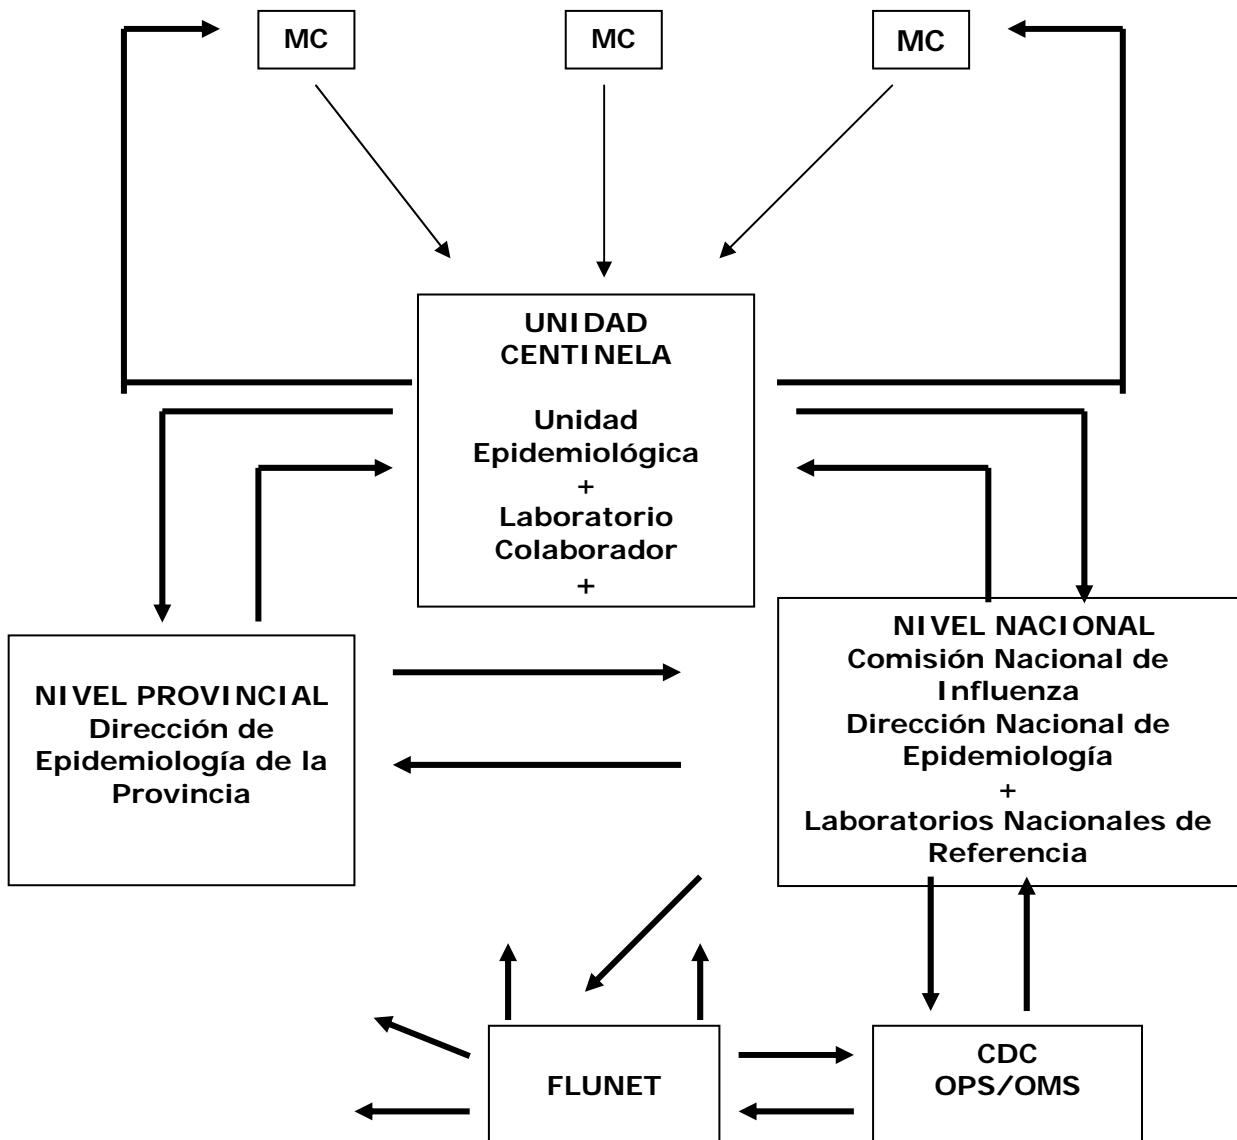 MC
MC
MC
UNIDAD
CENTINELA
Unidad
Epidemiológica
+
Laboratorio
Colaborador
+
NIVEL PROVINCIAL
Dirección de
Epidemiología de la
Provincia
NIVEL NACIONAL
Comisión Nacional de
Influenza
Dirección Nacional de
Epidemiología
+
Laboratorios Nacionales de
Referencia
FLUNET
CDC
OPS/OMS